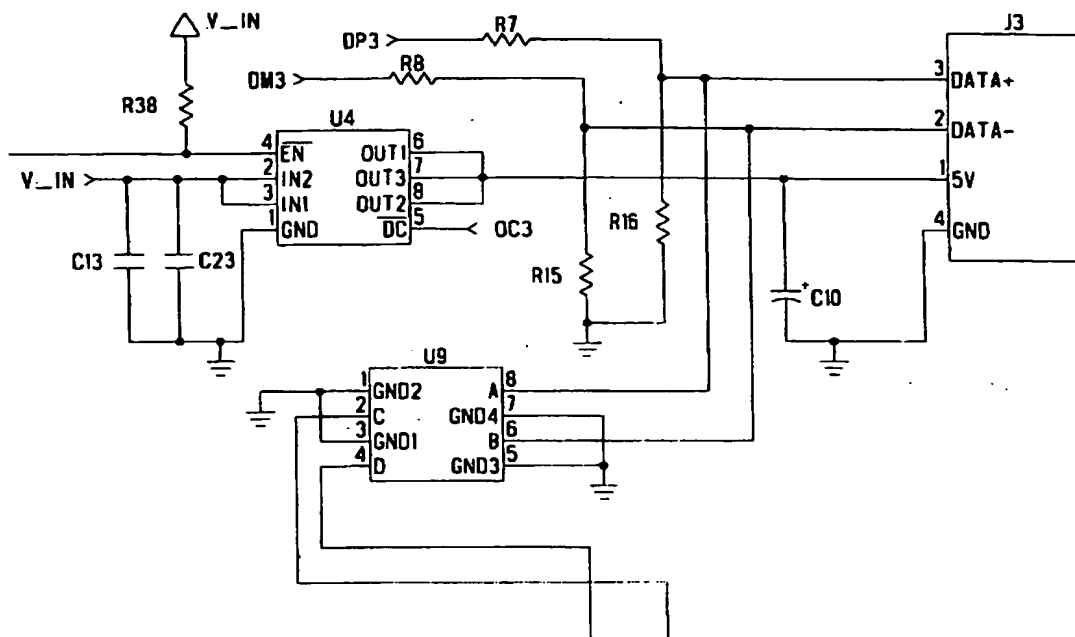 V_IN
R38
DP3
R7
DM3
R8
J3
3 DATA+
2 DATA-
1 5V
4 GND
U4
4 EN
2 IN2
3 IN1
1 GND
OUT1 6
OUT3 7
OUT2 8
DC 5
OC3
V_IN
C13
C23
R16
R15
+ C10
U9
1 GND2
2 C
3 GND1
4 D
A 8
GND4 7
B 6
GND3 5